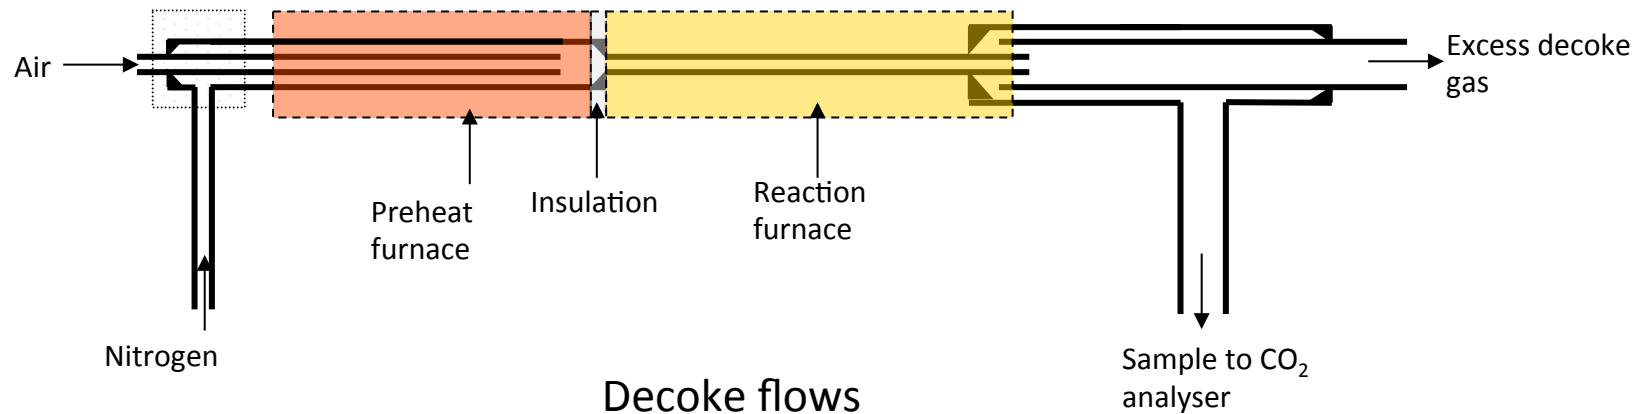 Air
Excess decoke
gas
Preheat
furnace
Insulation
Reaction
furnace
Nitrogen
Sample to CO₂
analyser
Decoke flows